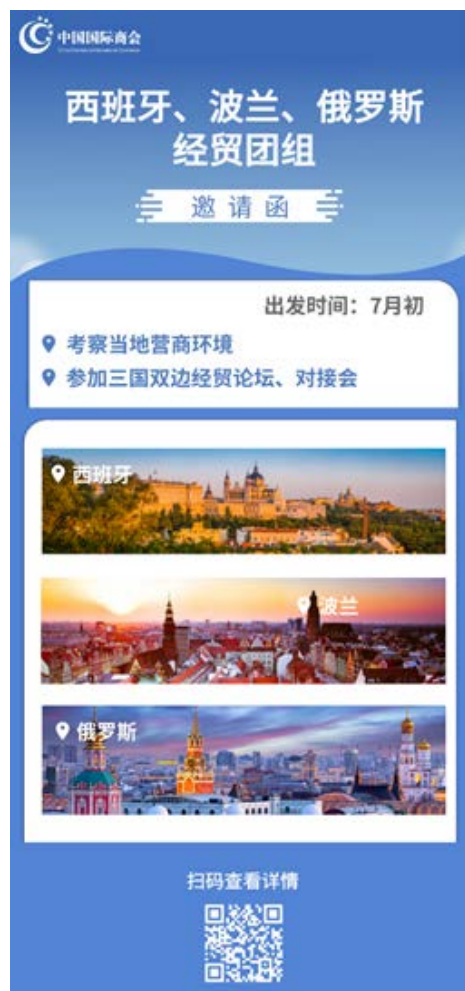 中国国际商会
西班牙、波兰、俄罗斯
经贸团组
邀请函
出发时间：7月初
考察当地营商环境
参加三国双边经贸论坛、对接会
西班牙
波兰
俄罗斯
扫码查看详情